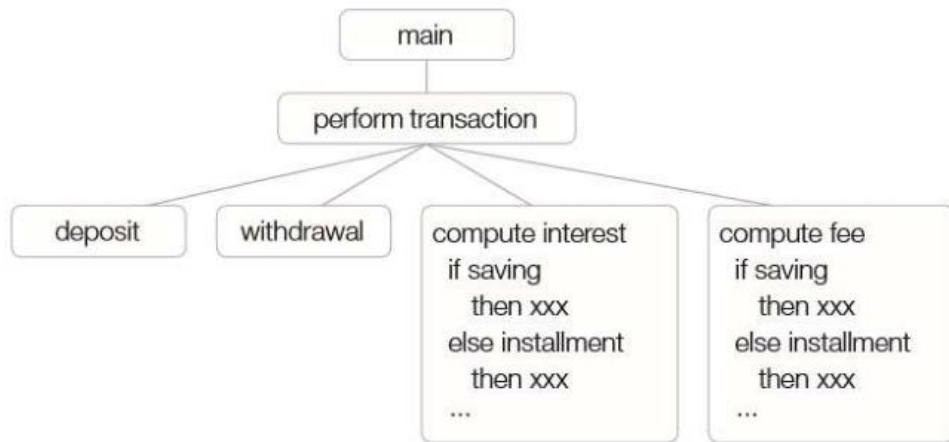 main
perform transaction
deposit
withdrawal
compute interest
if saving
then xxx
else installment
then xxx
...
compute fee
if saving
then xxx
else installment
then xxx
...